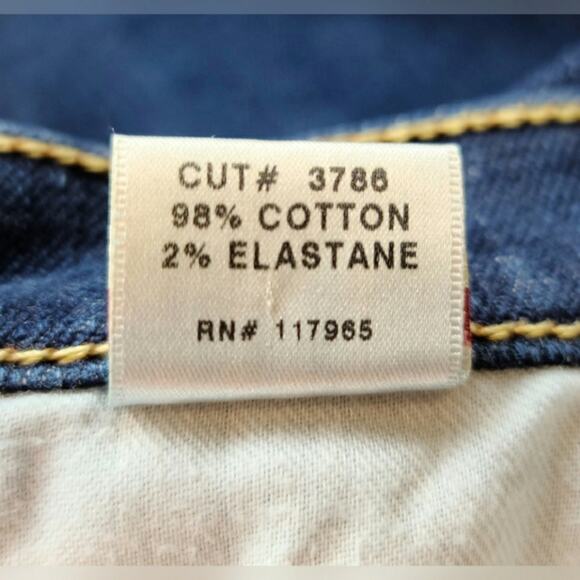 CUT# 3786
98% COTTON
2% ELASTANE
RN# 117965